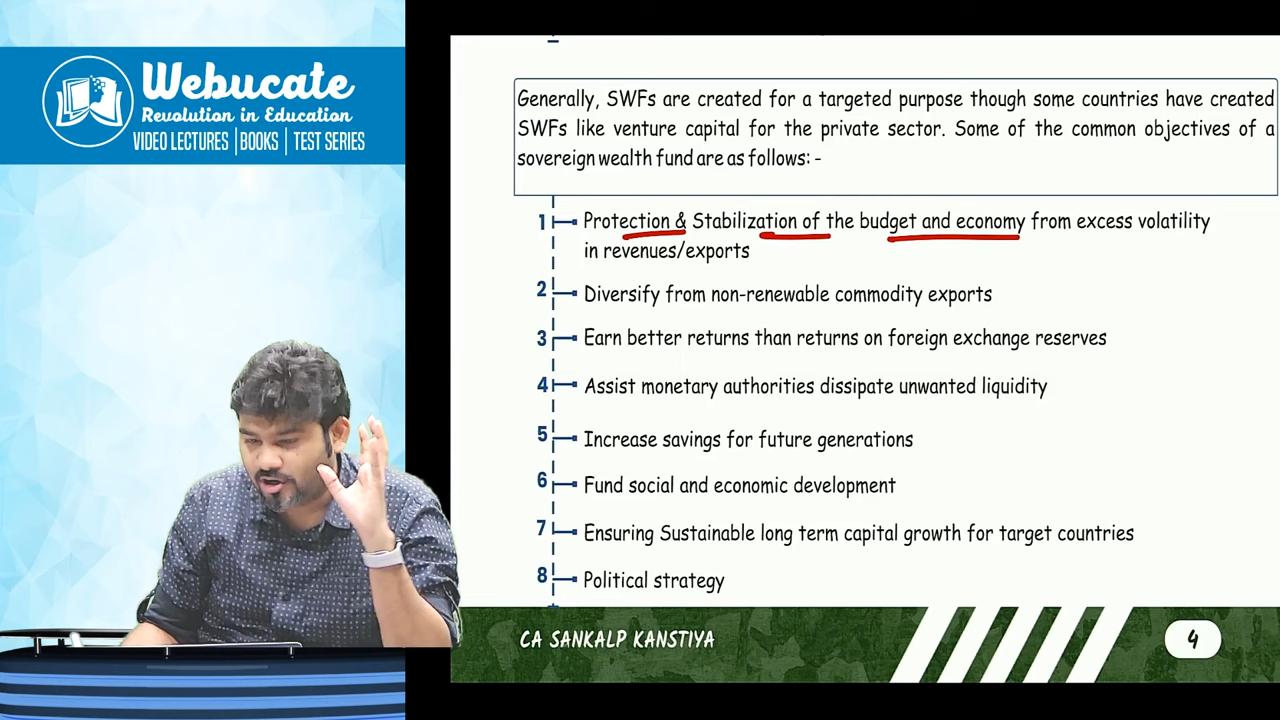 Webucate
Revolution in Education
VIDEO LECTURES | BOOKS | TEST SERIES
Generally, SWFs are created for a targeted purpose though some countries have created
SWFs like venture capital for the private sector. Some of the common objectives of a
sovereign wealth fund are as follows: -
1 Protection & Stabilization of the budget and economy from excess volatility
in revenues/exports
2 Diversify from non-renewable commodity exports
3 Earn better returns than returns on foreign exchange reserves
4 Assist monetary authorities dissipate unwanted liquidity
5 Increase savings for future generations
6 Fund social and economic development
7 Ensuring Sustainable long term capital growth for target countries
8 Political strategy
CA SANKALP KANSTIYA
4